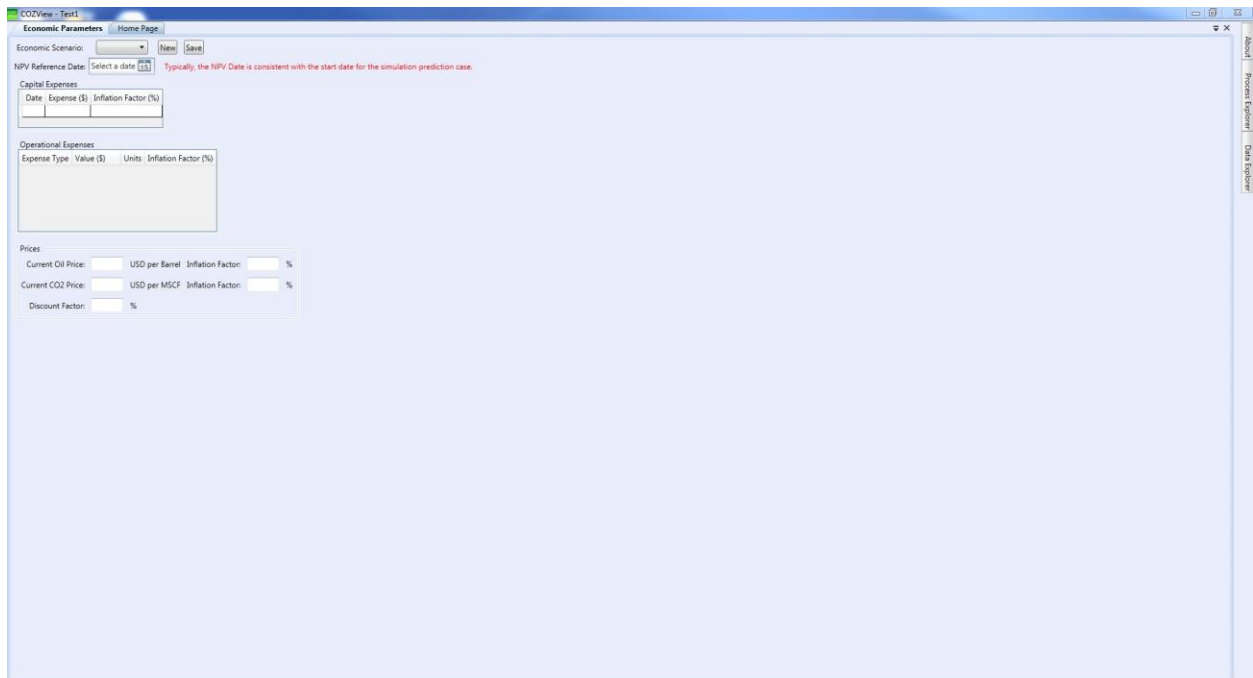 COZView - Test1
Economic Parameters Home Page
Economic Scenario: New Save
NPV Reference Date: Select a date 15 Typically, the NPV Date is consistent with the start date for the simulation prediction case.
Capital Expenses
Date Expense ($) Inflation Factor (%)
Operational Expenses
Expense Type Value ($) Units Inflation Factor (%)
Prices
Current Oil Price: USD per Barrel Inflation Factor: %
Current CO2 Price: USD per MSCF Inflation Factor: %
Discount Factor: %
About
Process Explorer
Data Explorer